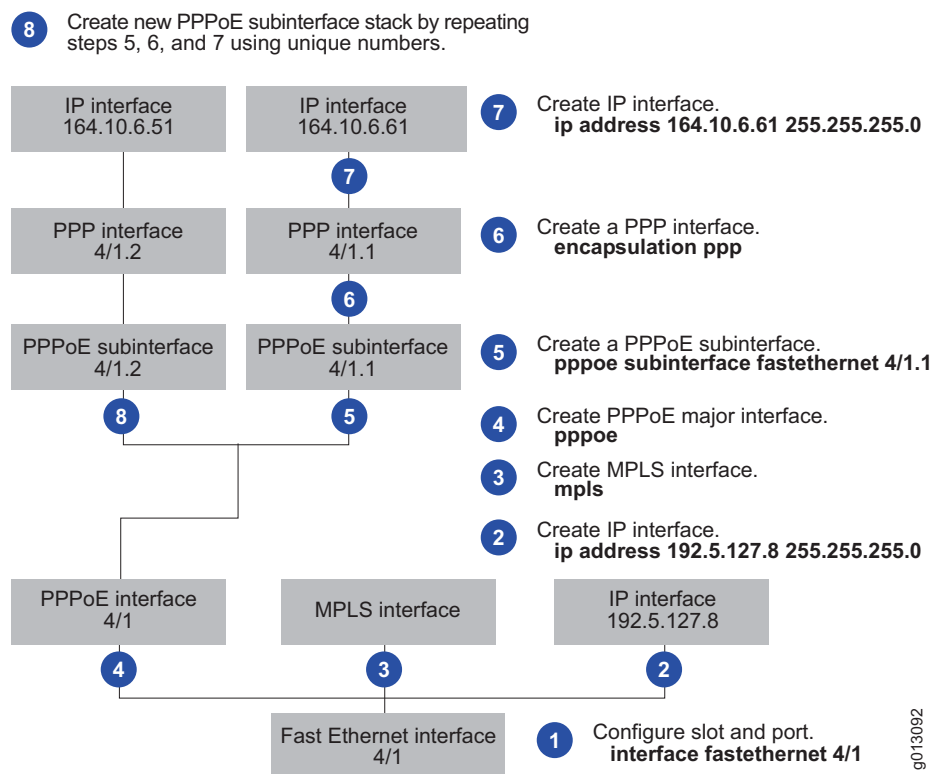 8 Create new PPPoE subinterface stack by repeating
steps 5, 6, and 7 using unique numbers.
IP interface
164.10.6.51
IP interface
164.10.6.61
7 Create IP interface.
ip address 164.10.6.61 255.255.255.0
7
PPP interface
4/1.2
PPP interface
4/1.1
6 Create a PPP interface.
encapsulation ppp
6
PPPoE subinterface
4/1.2
PPPoE subinterface
4/1.1
5 Create a PPPoE subinterface.
pppoe subinterface fastethernet 4/1.1
8
5
4 Create PPPoE major interface.
pppoe
3 Create MPLS interface.
mpls
2 Create IP interface.
ip address 192.5.127.8 255.255.255.0
PPPoE interface
4/1
MPLS interface
IP interface
192.5.127.8
4
3
2
Fast Ethernet interface
4/1
1 Configure slot and port.
interface fastethernet 4/1
g013092